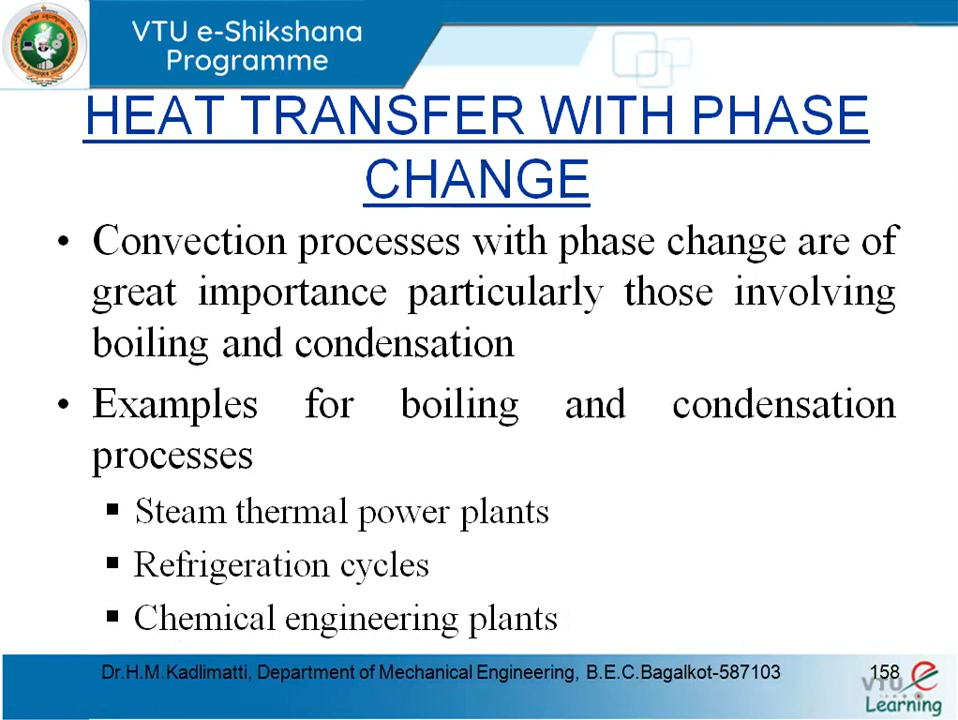 VTU e-Shikshana
Programme
HEAT TRANSFER WITH PHASE
CHANGE
• Convection processes with phase change are of
great importance particularly those involving
boiling and condensation
• Examples for boiling and condensation
processes
▪ Steam thermal power plants
▪ Refrigeration cycles
▪ Chemical engineering plants
Dr.H.M.Kadlimatti, Department of Mechanical Engineering, B.E.C.Bagalkot-587103 158
VTU e
Learning